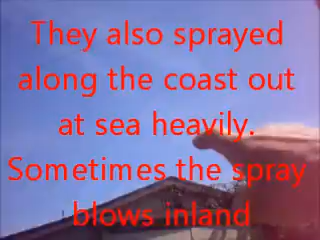 They also sprayed
along the coast out
at sea heavily.
Sometimes the spray
blows inland